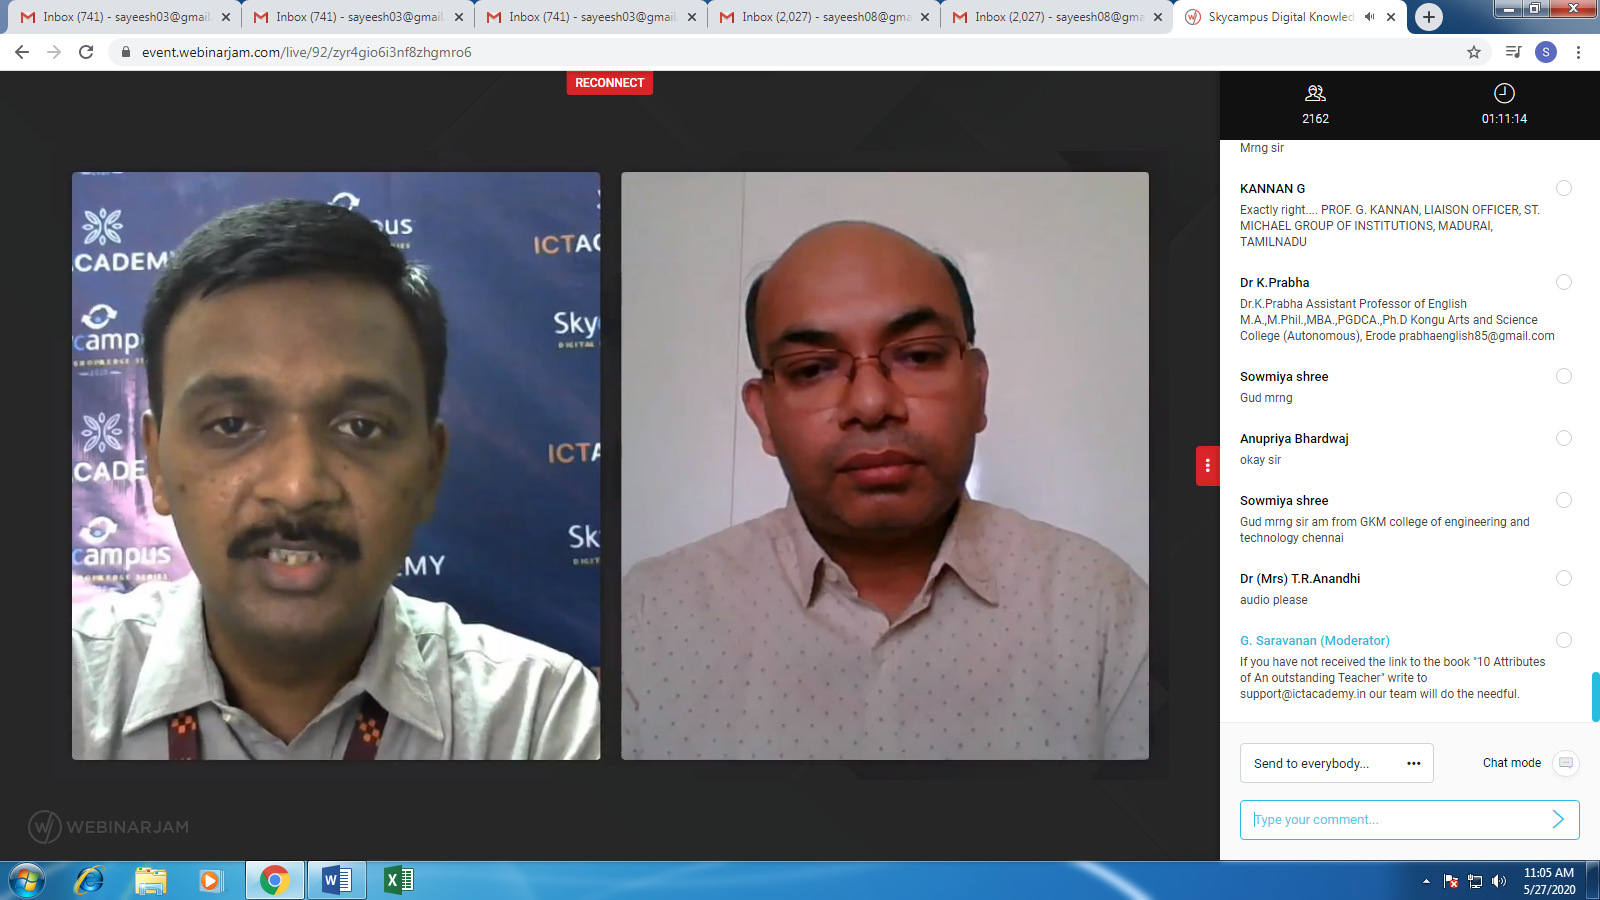 Inbox (741) - sayeesh03@gmail.
Inbox (741) - sayeesh03@gmail.
Inbox (741) - sayeesh03@gmail.
Inbox (2,027) - sayeesh08@gma
Inbox (2,027) - sayeesh08@gma
Skycampus Digital Knowled
event.webinarjam.com/live/92/zyr4gio6i3nf8zhgmro6
S
RECONNECT
2162
01:11:14
pus
IES
ICTAC
CADEMY
Sky
DIGITAL
camp
ICTA
CADE
Sk
campus
EMY
WEBINARJAM
Mrng sir
KANNAN G
Exactly right.... PROF. G. KANNAN, LIAISON OFFICER, ST.
MICHAEL GROUP OF INSTITUTIONS, MADURAI,
TAMILNADU
Dr K.Prabha
Dr.K.Prabha Assistant Professor of English
M.A.,M.Phil.,MBA.,PGDCA.,Ph.D Kongu Arts and Science
College (Autonomous), Erode prabhaenglish85@gmail.com
Sowmiya shree
Gud mrng
Anupriya Bhardwaj
okay sir
Sowmiya shree
Gud mrng sir am from GKM college of engineering and
technology chennai
Dr (Mrs) T.R.Anandhi
audio please
G. Saravanan (Moderator)
If you have not received the link to the book "10 Attributes
of An outstanding Teacher" write to
support@ictacademy.in our team will do the needful.
Send to everybody...
Chat mode
Type your comment...
11:05 AM
5/27/2020